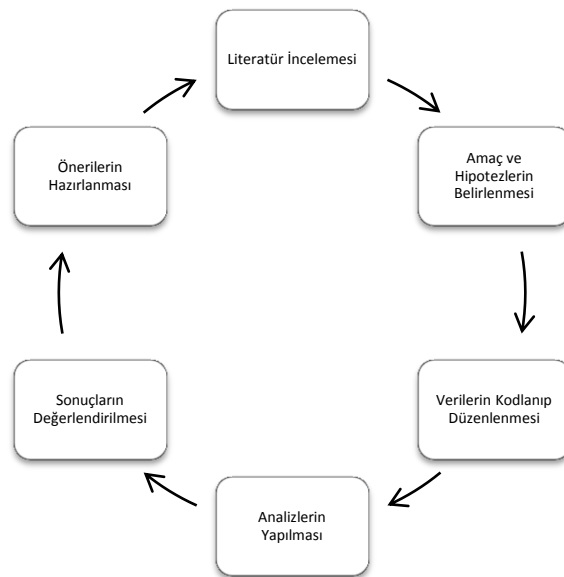 Literatür İncelemesi
Amaç ve
Hipotezlerin
Belirlenmesi
Verilerin Kodlanıp
Düzenlenmesi
Analizlerin
Yapılması
Sonuçların
Değerlendirilmesi
Önerilerin
Hazırlanması